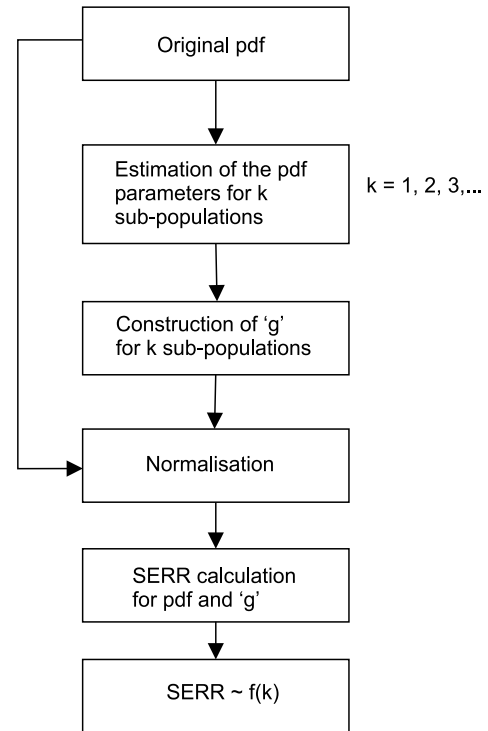 Original pdf
Estimation of the pdf
parameters for k
sub-populations
k = 1, 2, 3,...
Construction of ‘g’
for k sub-populations
Normalisation
SERR calculation
for pdf and ‘g’
SERR ~ f(k)